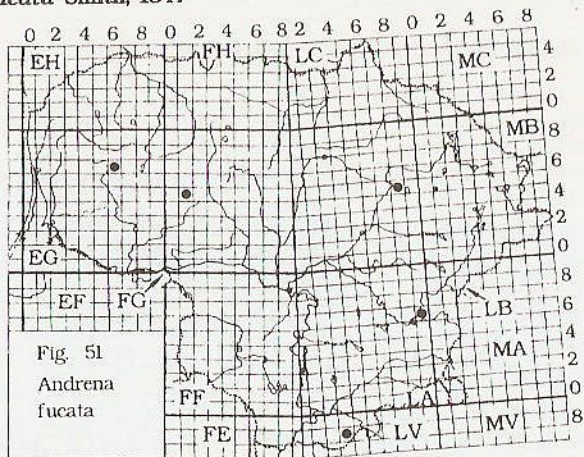 Smith, 1847
0 2 4 6 8 0 2 4 6 8 2 4 6 8 0 2 4 6 8
EH FH LC MC
4
2
0
MB
8
6
4
2
0
EG
EF FG
LB
8
6
MA
4
2
0
Fig. 51
Andrena
fucata
FF
LA
FE
LV MV
8